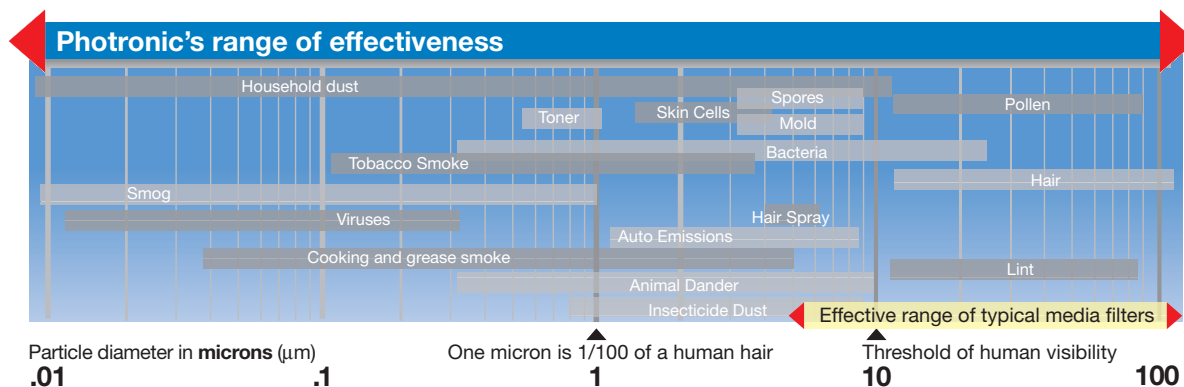 Photronic's range of effectiveness
Household dust
Spores
Pollen
Toner
Skin Cells
Mold
Bacteria
Tobacco Smoke
Smog
Hair
Viruses
Hair Spray
Auto Emissions
Cooking and grease smoke
Lint
Animal Dander
Insecticide Dust
Effective range of typical media filters
Particle diameter in microns (µm)
One micron is 1/100 of a human hair
Threshold of human visibility
.01 .1 1 10 100